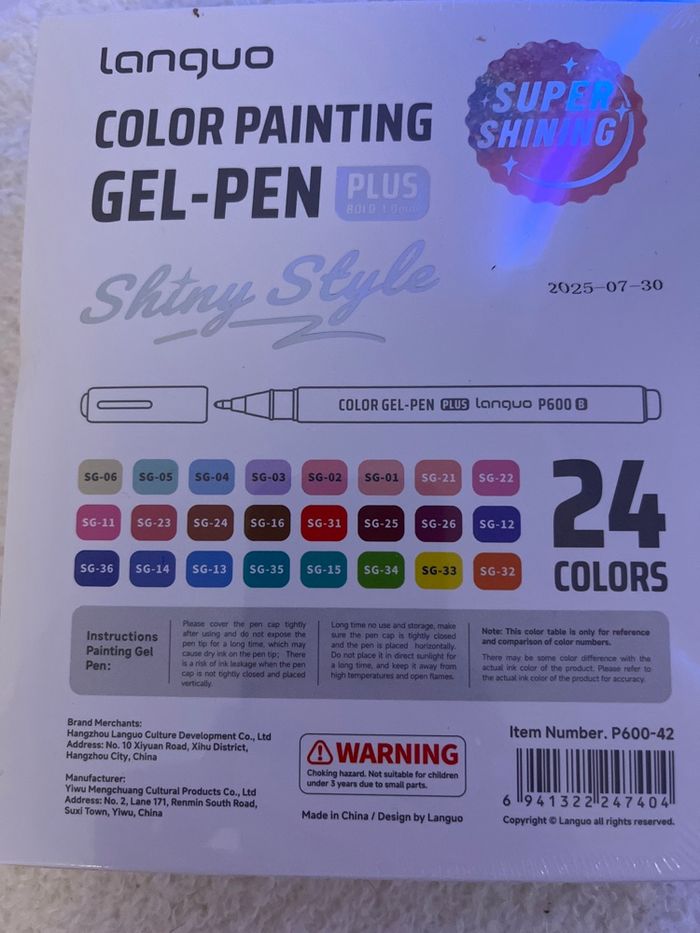 Languo
SUPER
SHINING
COLOR PAINTING
GEL-PEN PLUS
BOLD 1.0mm
Shiny Style
2025-07-30
COLOR GEL-PEN PLUS Languo P600 B
SG-06 SG-05 SG-04 SG-03 SG-02 SG-01 SG-21 SG-22
SG-11 SG-23 SG-24 SG-16 SG-31 SG-25 SG-26 SG-12
SG-36 SG-14 SG-13 SG-35 SG-15 SG-34 SG-33 SG-32
24
COLORS
Instructions
Painting Gel
Pen:
Please cover the pen cap tightly
after using and do not expose the
pen tip for a long time, which may
cause dry ink on the pen tip; There
is a risk of ink leakage when the pen
cap is not tightly closed and placed
vertically.
Long time no use and storage, make
sure the pen cap is tightly closed
and the pen is placed horizontally.
Do not place it in direct sunlight for
a long time, and keep it away from
high temperatures and open flames.
Note: This color table is only for reference
and comparison of color numbers.
There may be some color difference with the
actual ink color of the product. Please refer to
the actual ink color of the product for accuracy.
Brand Merchants:
Hangzhou Languo Culture Development Co., Ltd
Address: No. 10 Xiyuan Road, Xihu District,
Hangzhou City, China
Manufacturer:
Yiwu Mengchuang Cultural Products Co., Ltd
Address: No. 2, Lane 171, Renmin South Road,
Suxi Town, Yiwu, China
WARNING
Choking hazard. Not suitable for children
under 3 years due to small parts.
Made in China / Design by Languo
Item Number. P600-42
6 941322 247404
Copyright © Languo all rights reserved.